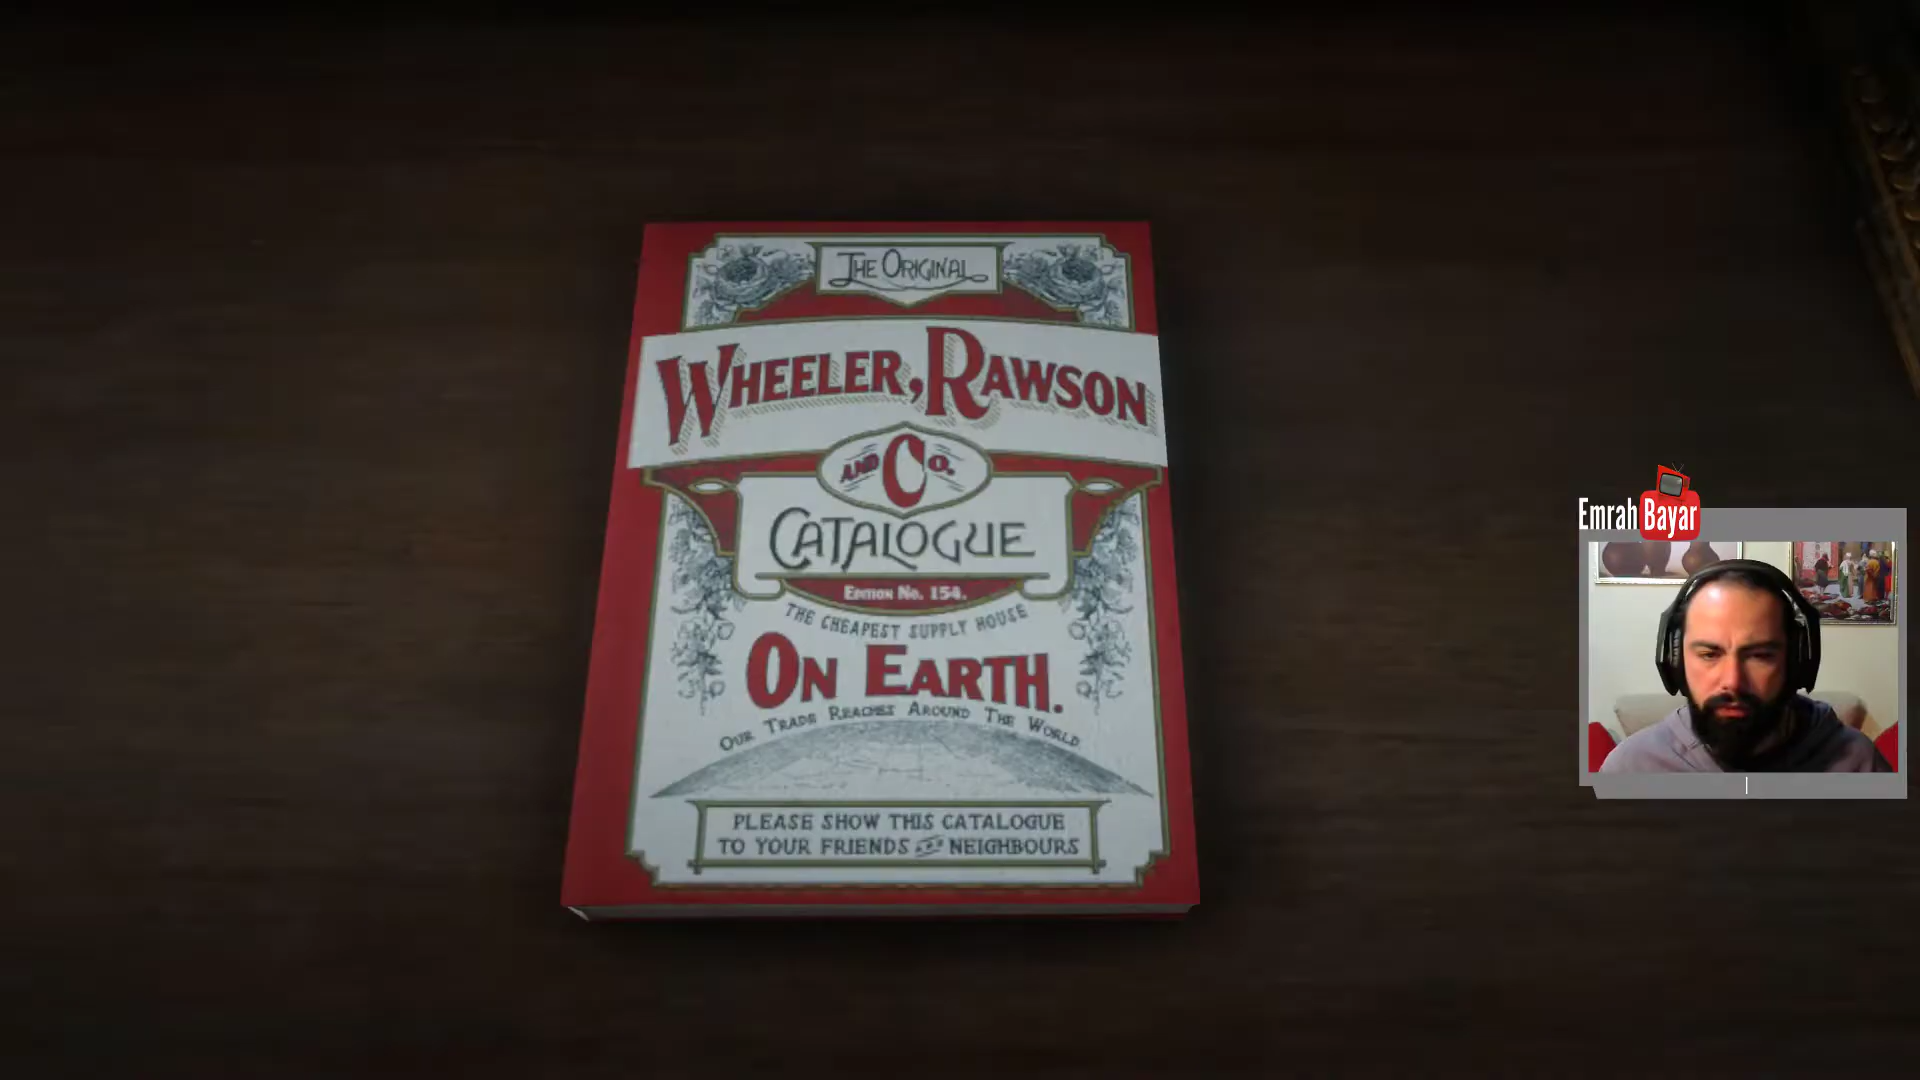 THE ORIGINAL
WHEELER, RAWSON
AND CO.
CATALOGUE
EDITION No. 154.
THE CHEAPEST SUPPLY HOUSE
ON EARTH.
OUR TRADE REACHES AROUND THE WORLD
PLEASE SHOW THIS CATALOGUE
TO YOUR FRIENDS AND NEIGHBOURS
Emrah Bayar